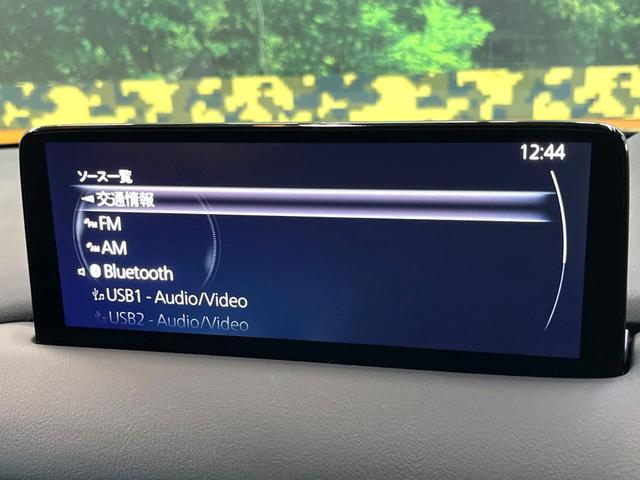 12:44
ソース一覧
交通情報
FM
AM
Bluetooth
USB1 - Audio/Video
USB2 - Audio/Video